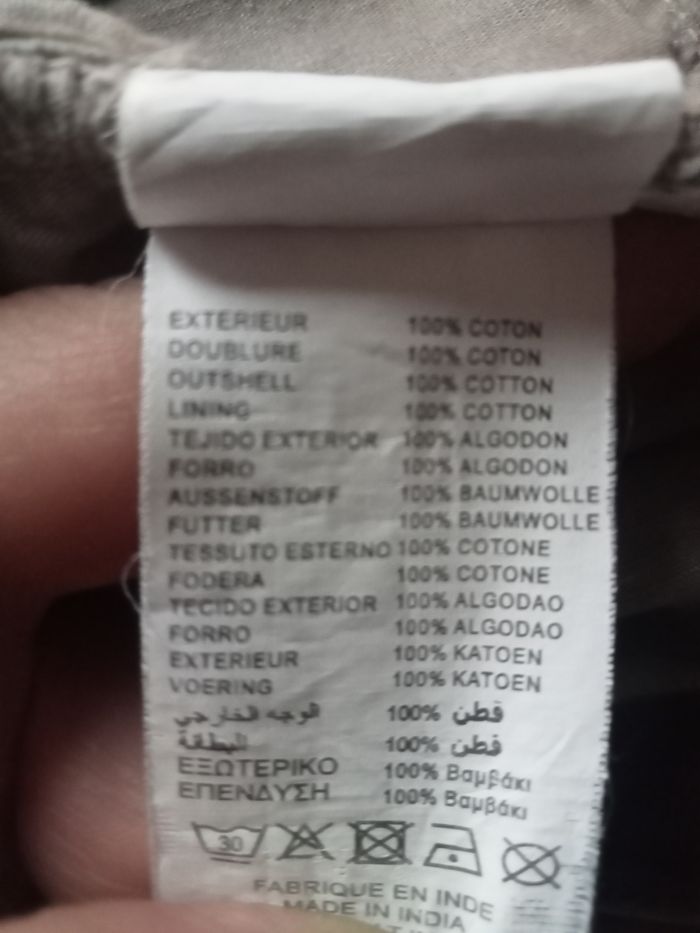 EXTERIEUR 100% COTON
DOUBLURE 100% COTON
OUTSHELL 100% COTTON
LINING 100% COTTON
TEJIDO EXTERIOR 100% ALGODON
FORRO 100% ALGODON
AUSSENSTOFF 100% BAUMWOLLE
FUTTER 100% BAUMWOLLE
TESSUTO ESTERNO 100% COTONE
FODERA 100% COTONE
TECIDO EXTERIOR 100% ALGODAO
FORRO 100% ALGODAO
EXTERIEUR 100% KATOEN
VOERING 100% KATOEN
الوجه الخارجي 100% قطن
البطانة 100% قطن
ΕΞΩΤΕΡΙΚΟ 100% Βαμβάκι
ΕΠΕΝΔΥΣΗ 100% Βαμβάκι
30
FABRIQUE EN INDE
MADE IN INDIA